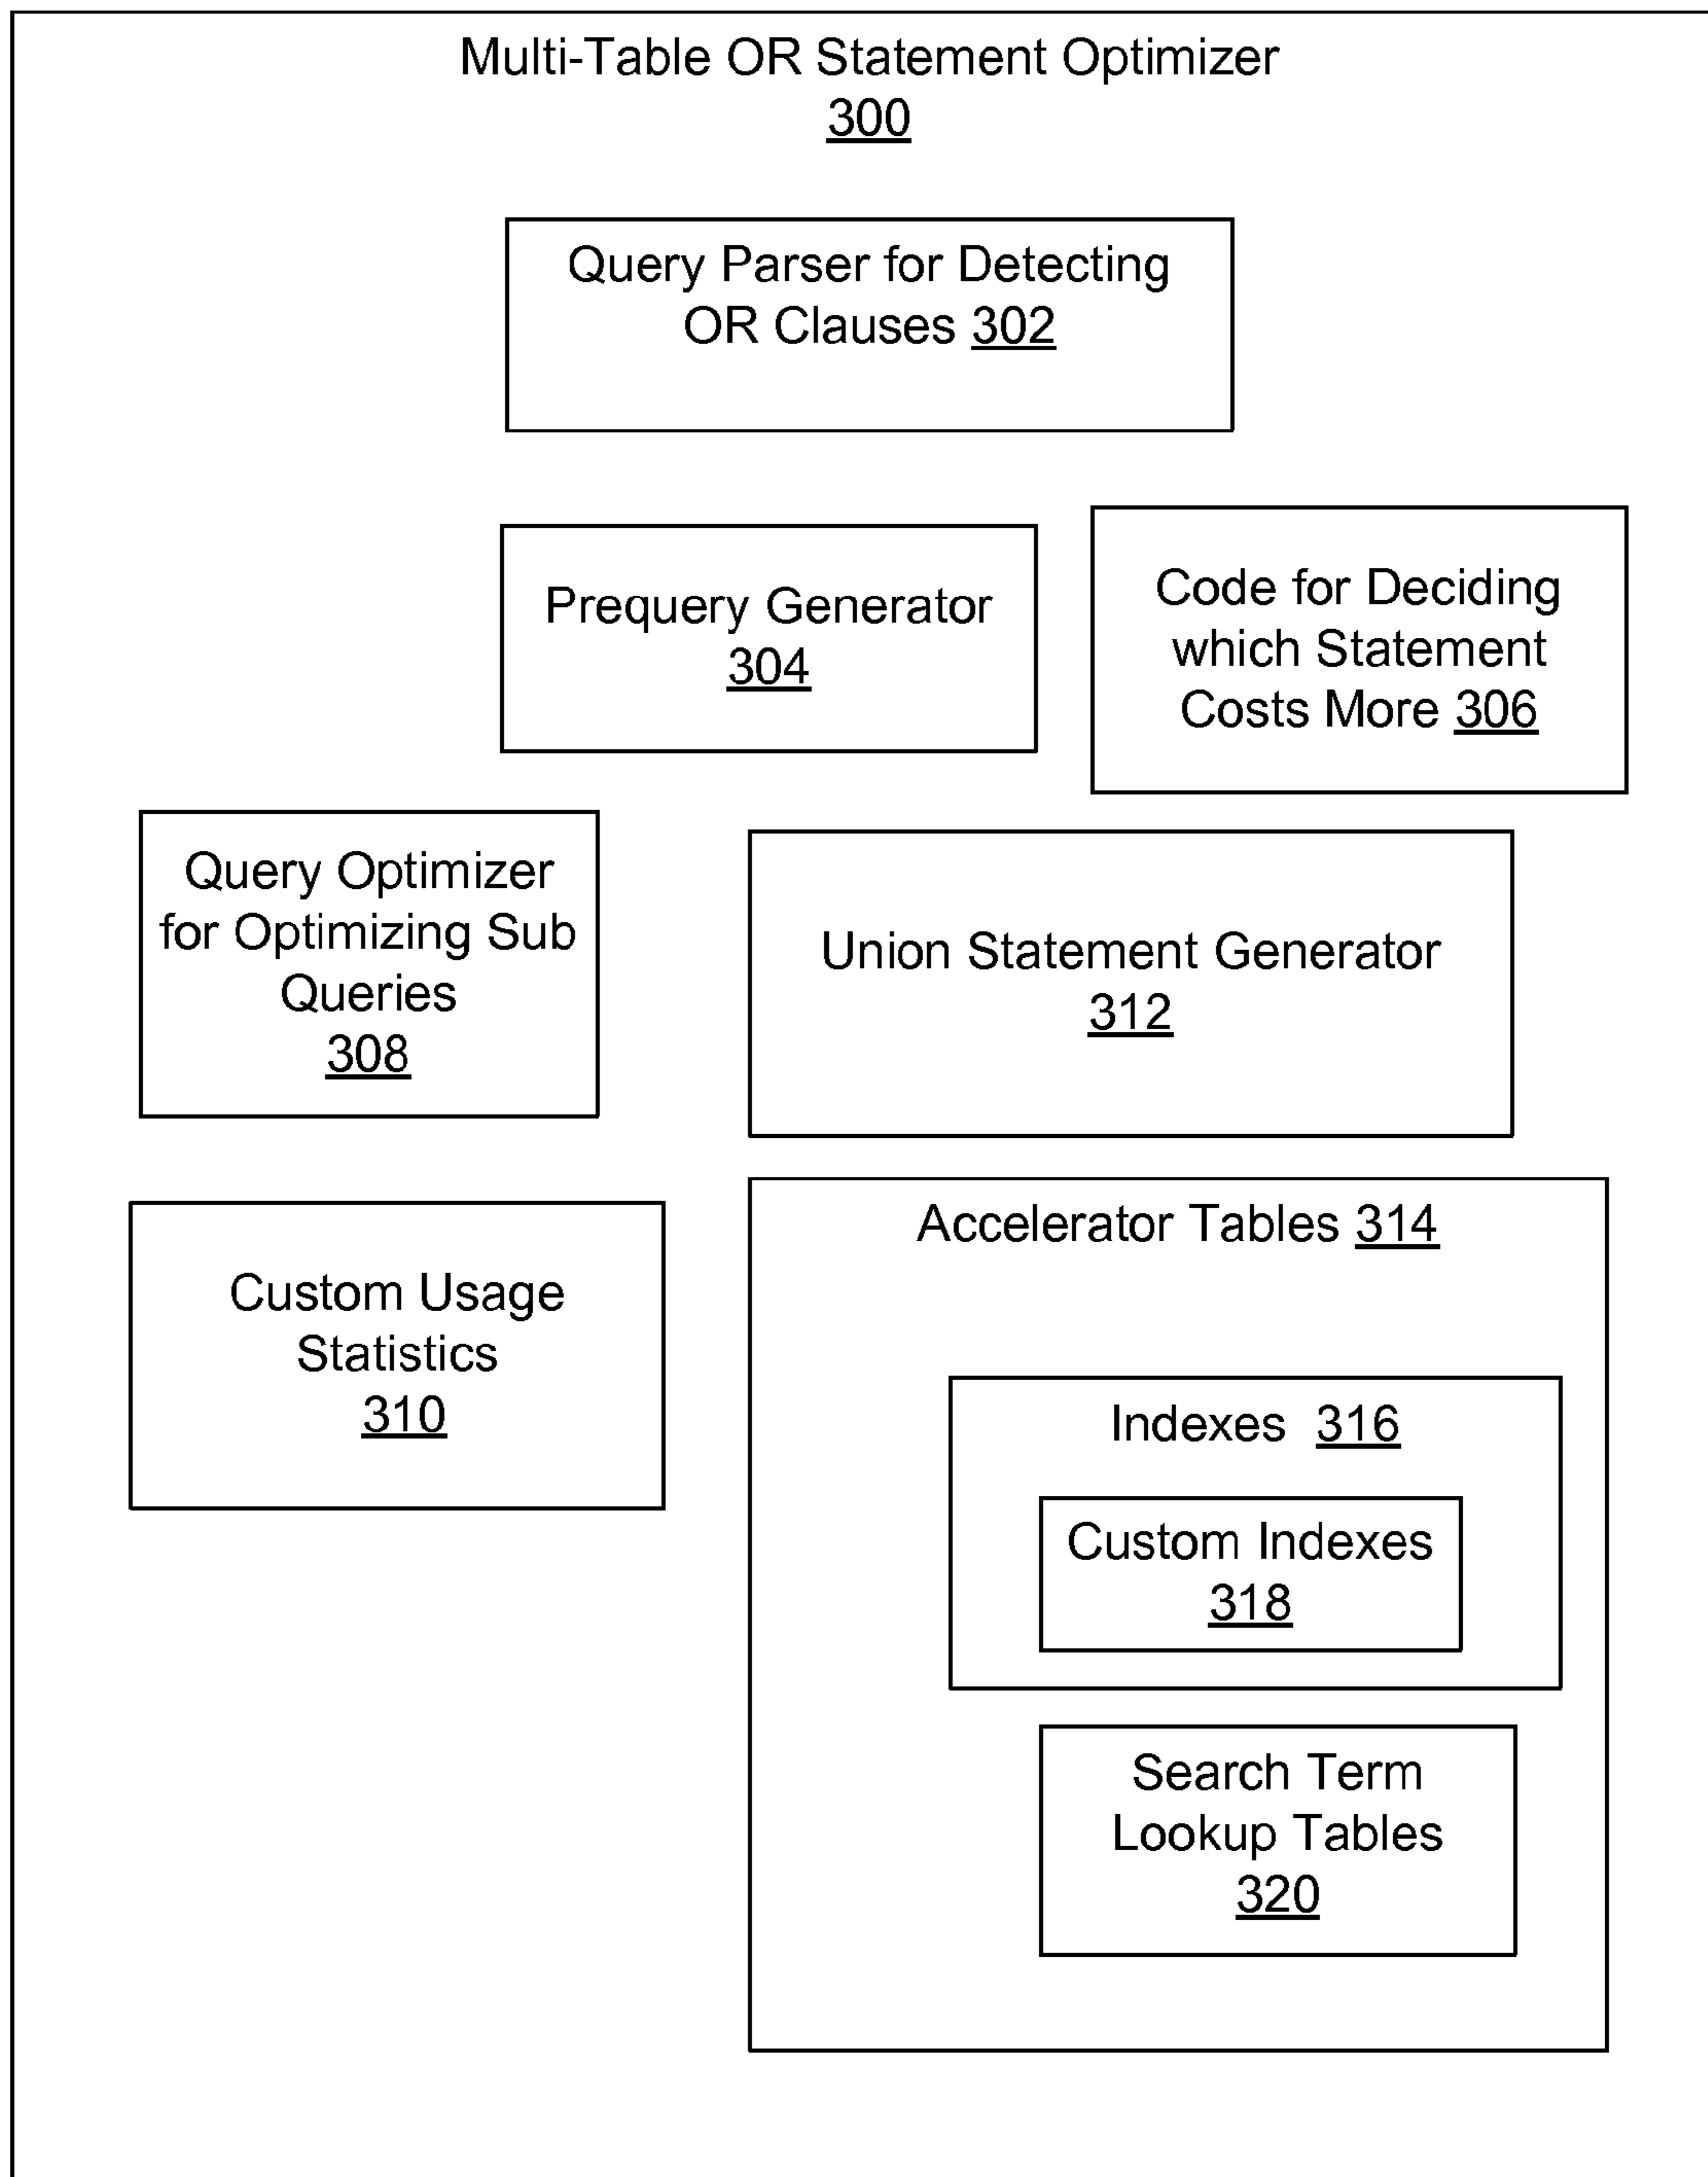 Multi-Table OR Statement Optimizer
300
Query Parser for Detecting
OR Clauses 302
Prequery Generator
304
Code for Deciding
which Statement
Costs More 306
Query Optimizer
for Optimizing Sub
Queries
308
Union Statement Generator
312
Custom Usage
Statistics
310
Accelerator Tables 314
Indexes 316
Custom Indexes
318
Search Term
Lookup Tables
320